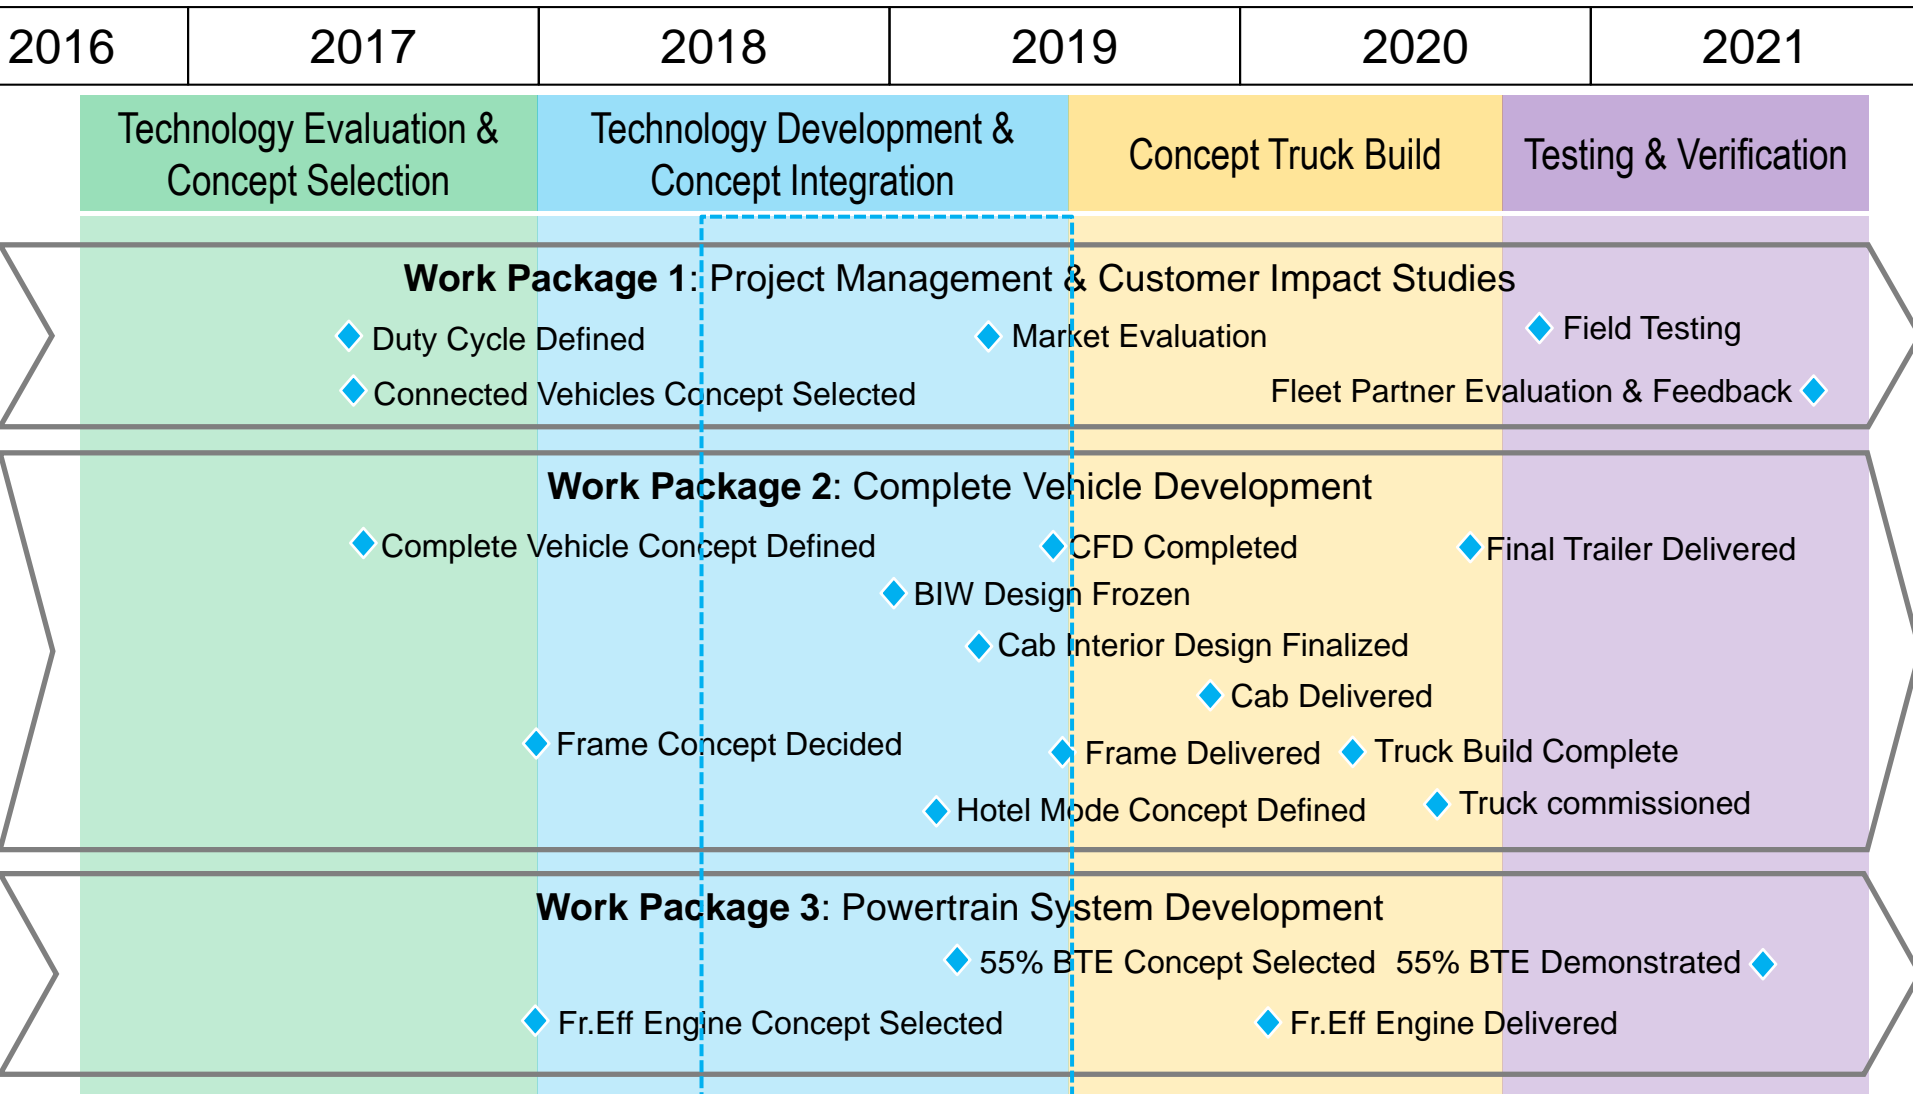 2016 2017 2018 2019 2020 2021
Technology Evaluation &
Concept Selection
Technology Development &
Concept Integration
Concept Truck Build
Testing & Verification
Work Package 1: Project Management & Customer Impact Studies
Duty Cycle Defined
Market Evaluation
Field Testing
Connected Vehicles Concept Selected
Fleet Partner Evaluation & Feedback
Work Package 2: Complete Vehicle Development
Complete Vehicle Concept Defined
CFD Completed
Final Trailer Delivered
BIW Design Frozen
Cab Interior Design Finalized
Cab Delivered
Frame Concept Decided
Frame Delivered
Truck Build Complete
Hotel Mode Concept Defined
Truck commissioned
Work Package 3: Powertrain System Development
55% BTE Concept Selected
55% BTE Demonstrated
Fr.Eff Engine Concept Selected
Fr.Eff Engine Delivered